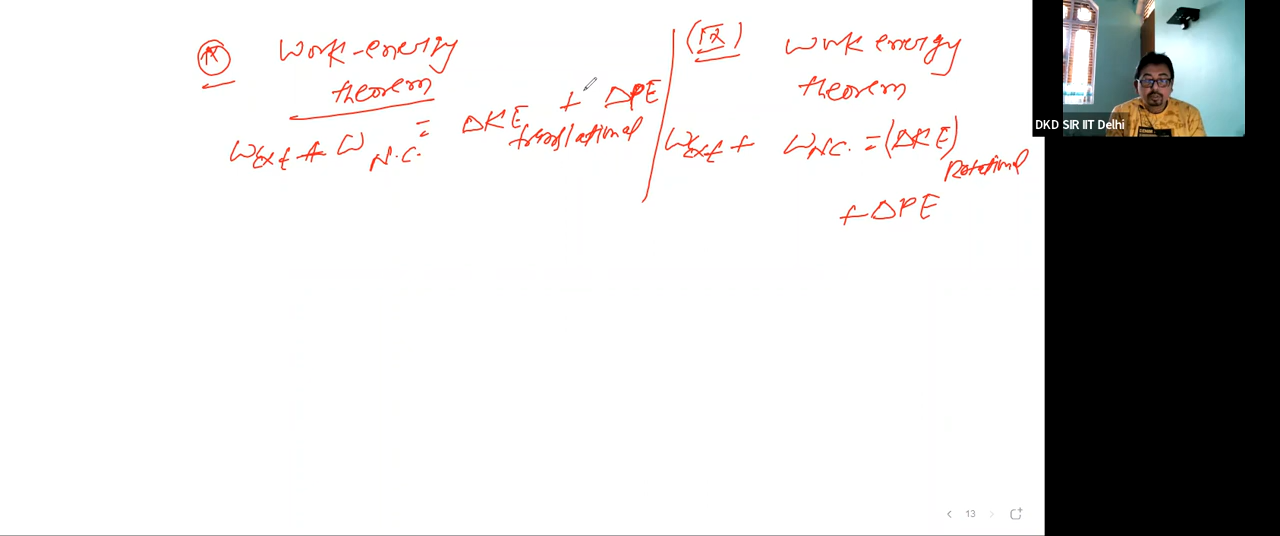 Work-energy
theorem
Wext + W N.C. = ΔKE translational + ΔPE
(IX) Work energy
theorem
Wext + WN.C. = (ΔKE) Rotational
+ ΔPE
DKD SIR IIT Delhi
13